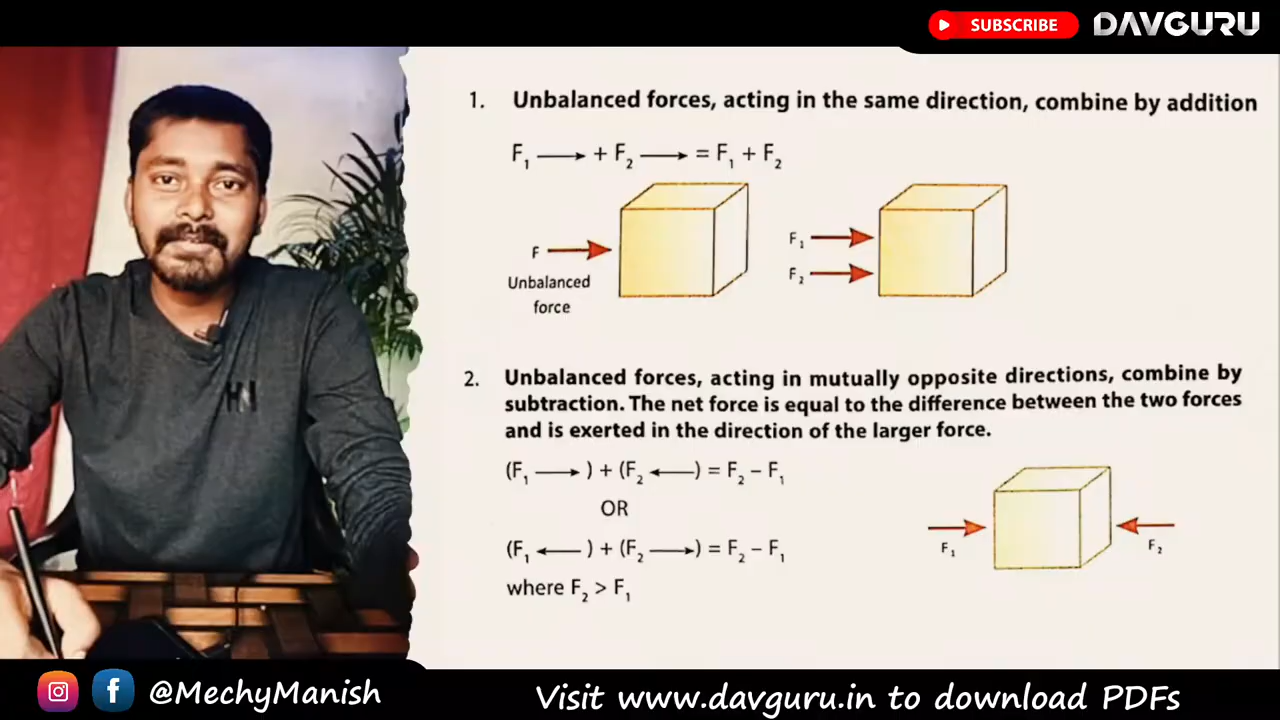 SUBSCRIBE
DAVGURU
1. Unbalanced forces, acting in the same direction, combine by addition
F₁ ⟶ + F₂ ⟶ = F₁ + F₂
F
Unbalanced
force
F₁
F₂
2. Unbalanced forces, acting in mutually opposite directions, combine by
subtraction. The net force is equal to the difference between the two forces
and is exerted in the direction of the larger force.
(F₁ ⟶ ) + (F₂ ⟵) = F₂ – F₁
OR
(F₁ ⟵ ) + (F₂ ⟶) = F₂ – F₁
where F₂ > F₁
F₁
F₂
@MechyManish
Visit www.davguru.in to download PDFs